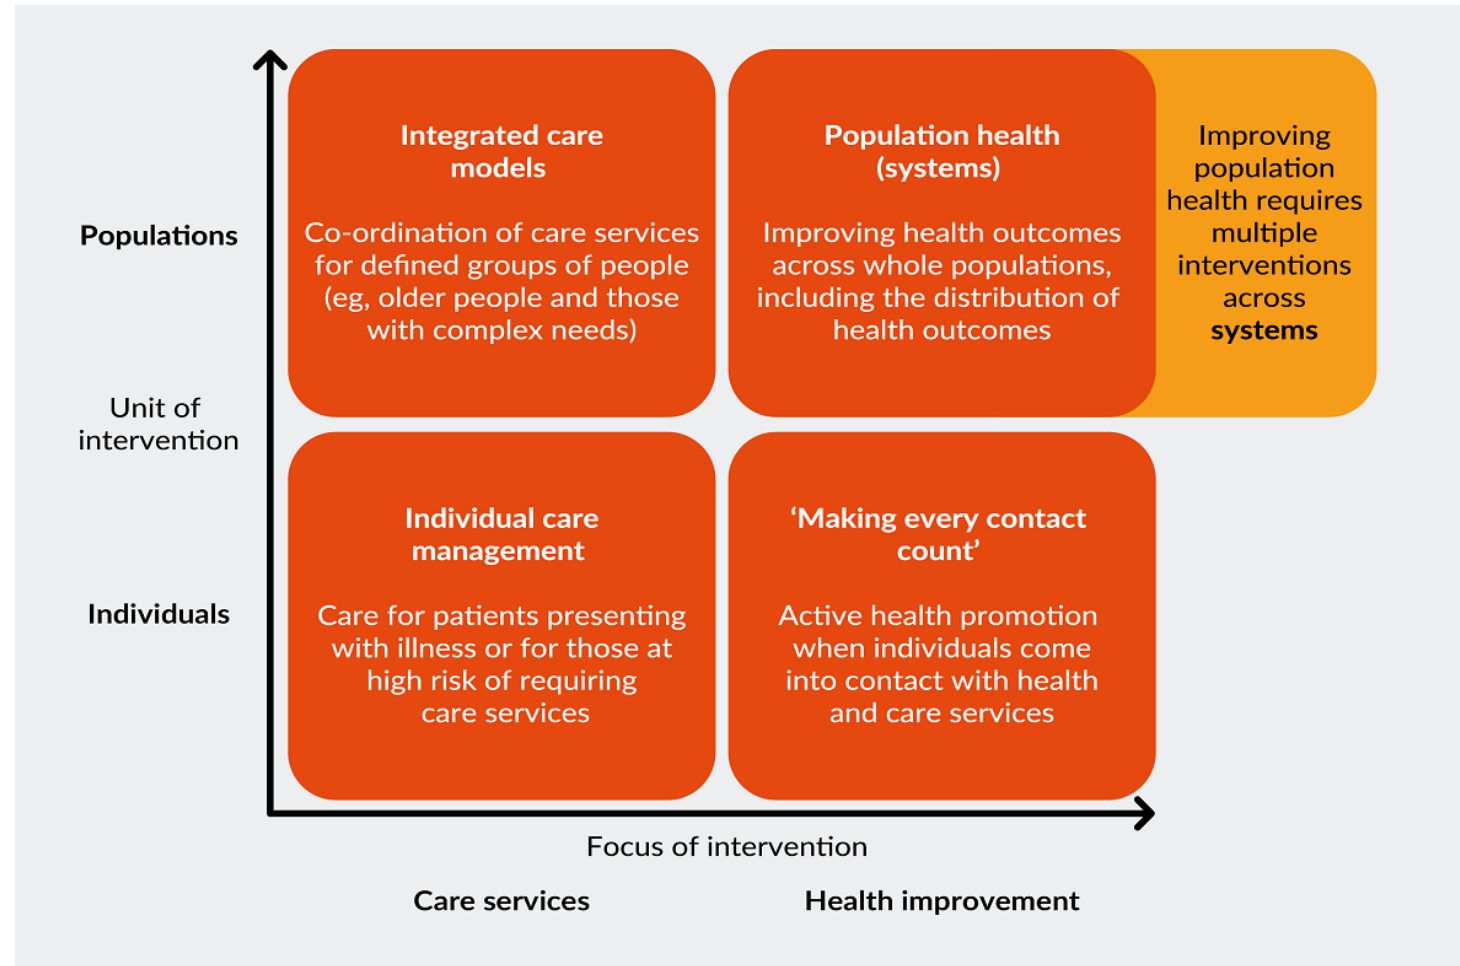 Integrated care
models
Co-ordination of care services
for defined groups of people
(eg, older people and those
with complex needs)
Population health
(systems)
Improving health outcomes
across whole populations,
including the distribution of
health outcomes
Improving
population
health requires
multiple
interventions
across
systems
Populations
Unit of
intervention
Individuals
Individual care
management
Care for patients presenting
with illness or for those at
high risk of requiring
care services
‘Making every contact
count’
Active health promotion
when individuals come
into contact with health
and care services
Focus of intervention
Care services
Health improvement